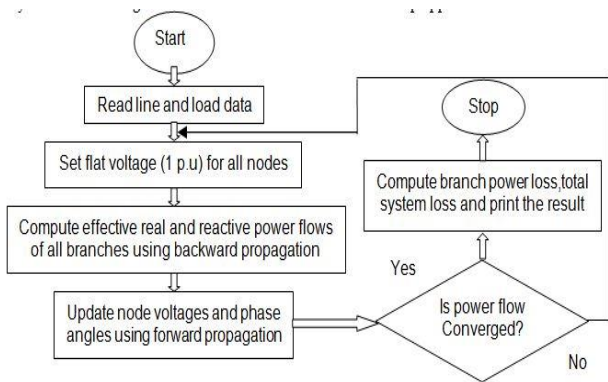 Start
Read line and load data
Set flat voltage (1 p.u) for all nodes
Compute effective real and reactive power flows
of all branches using backward propagation
Update node voltages and phase
angles using forward propagation
Is power flow
Converged?
Yes
No
Compute branch power loss,total
system loss and print the result
Stop